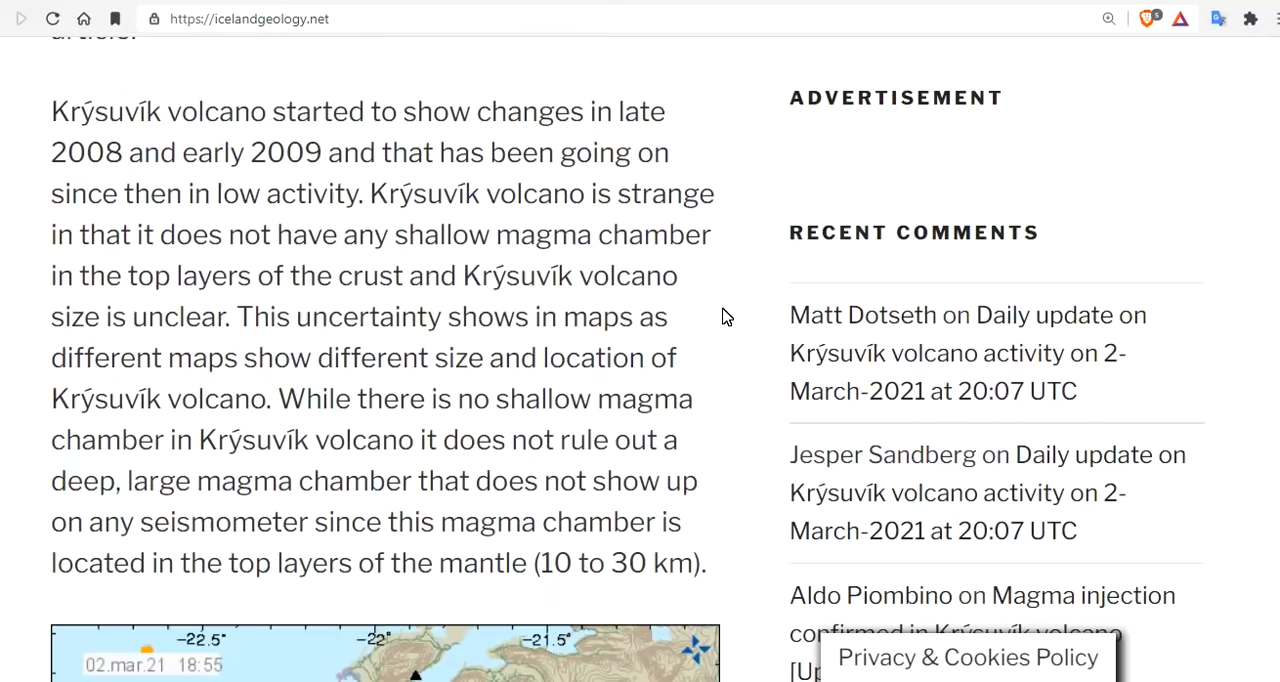 https://icelandgeology.net
5
article.
Krýsuvík volcano started to show changes in late
2008 and early 2009 and that has been going on
since then in low activity. Krýsuvík volcano is strange
in that it does not have any shallow magma chamber
in the top layers of the crust and Krýsuvík volcano
size is unclear. This uncertainty shows in maps as
different maps show different size and location of
Krýsuvík volcano. While there is no shallow magma
chamber in Krýsuvík volcano it does not rule out a
deep, large magma chamber that does not show up
on any seismometer since this magma chamber is
located in the top layers of the mantle (10 to 30 km).
-22.5°
-22°
-21.5°
02.mar.21 18:55
ADVERTISEMENT
RECENT COMMENTS
Matt Dotseth on Daily update on
Krýsuvík volcano activity on 2-
March-2021 at 20:07 UTC
Jesper Sandberg on Daily update on
Krýsuvík volcano activity on 2-
March-2021 at 20:07 UTC
Aldo Piombino on Magma injection
confirmed in Krýsuvík volcano
[Up
Privacy & Cookies Policy